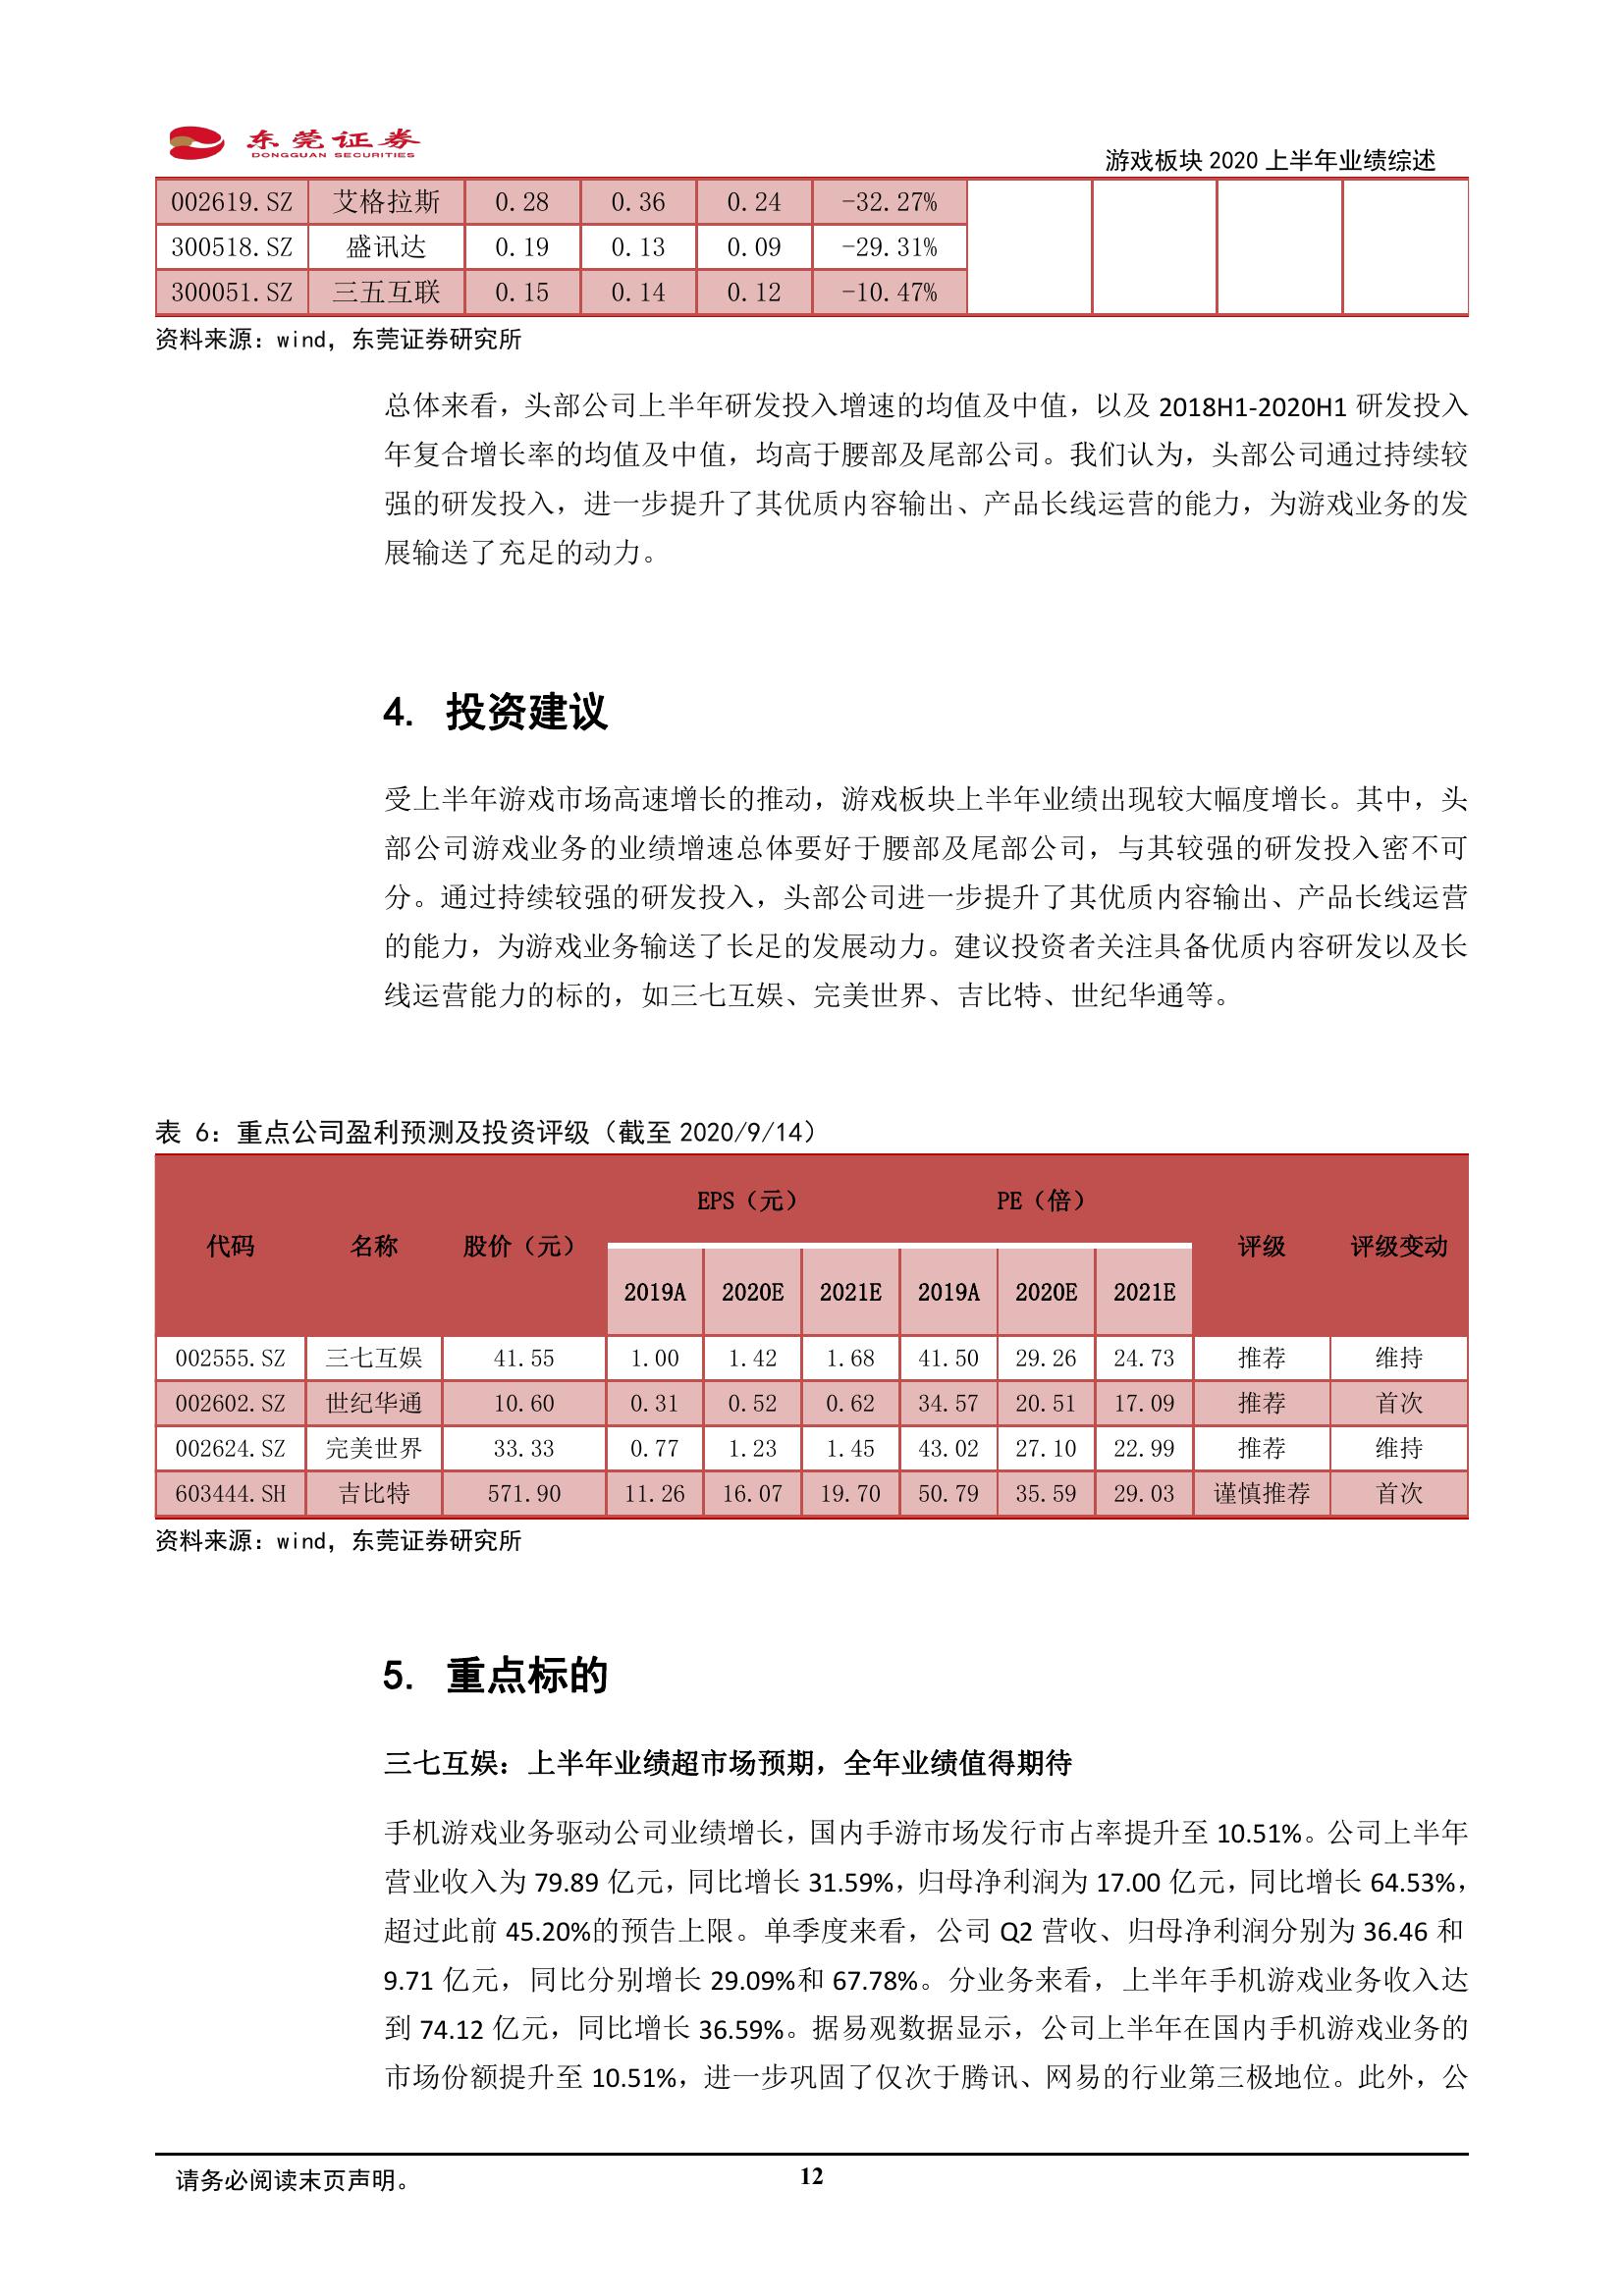 东莞证券
DONGGUAN SECURITIES
游戏板块 2020 上半年业绩综述
002619.SZ 艾格拉斯 0.28 0.36 0.24 -32.27%
300518.SZ 盛讯达 0.19 0.13 0.09 -29.31%
300051.SZ 三五互联 0.15 0.14 0.12 -10.47%
资料来源：wind，东莞证券研究所
总体来看，头部公司上半年研发投入增速的均值及中值，以及 2018H1-2020H1 研发投入
年复合增长率的均值及中值，均高于腰部及尾部公司。我们认为，头部公司通过持续较
强的研发投入，进一步提升了其优质内容输出、产品长线运营的能力，为游戏业务的发
展输送了充足的动力。
4. 投资建议
受上半年游戏市场高速增长的推动，游戏板块上半年业绩出现较大幅度增长。其中，头
部公司游戏业务的业绩增速总体要好于腰部及尾部公司，与其较强的研发投入密不可
分。通过持续较强的研发投入，头部公司进一步提升了其优质内容输出、产品长线运营
的能力，为游戏业务输送了长足的发展动力。建议投资者关注具备优质内容研发以及长
线运营能力的标的，如三七互娱、完美世界、吉比特、世纪华通等。
表 6：重点公司盈利预测及投资评级（截至 2020/9/14）
代码 名称 股价（元） EPS（元） PE（倍） 评级 评级变动
2019A 2020E 2021E 2019A 2020E 2021E
002555.SZ 三七互娱 41.55 1.00 1.42 1.68 41.50 29.26 24.73 推荐 维持
002602.SZ 世纪华通 10.60 0.31 0.52 0.62 34.57 20.51 17.09 推荐 首次
002624.SZ 完美世界 33.33 0.77 1.23 1.45 43.02 27.10 22.99 推荐 维持
603444.SH 吉比特 571.90 11.26 16.07 19.70 50.79 35.59 29.03 谨慎推荐 首次
资料来源：wind，东莞证券研究所
5. 重点标的
三七互娱：上半年业绩超市场预期，全年业绩值得期待
手机游戏业务驱动公司业绩增长，国内手游市场发行市占率提升至 10.51%。公司上半年
营业收入为 79.89 亿元，同比增长 31.59%，归母净利润为 17.00 亿元，同比增长 64.53%，
超过此前 45.20%的预告上限。单季度来看，公司 Q2 营收、归母净利润分别为 36.46 和
9.71 亿元，同比分别增长 29.09%和 67.78%。分业务来看，上半年手机游戏业务收入达
到 74.12 亿元，同比增长 36.59%。据易观数据显示，公司上半年在国内手机游戏业务的
市场份额提升至 10.51%，进一步巩固了仅次于腾讯、网易的行业第三极地位。此外，公
请务必阅读末页声明。
12